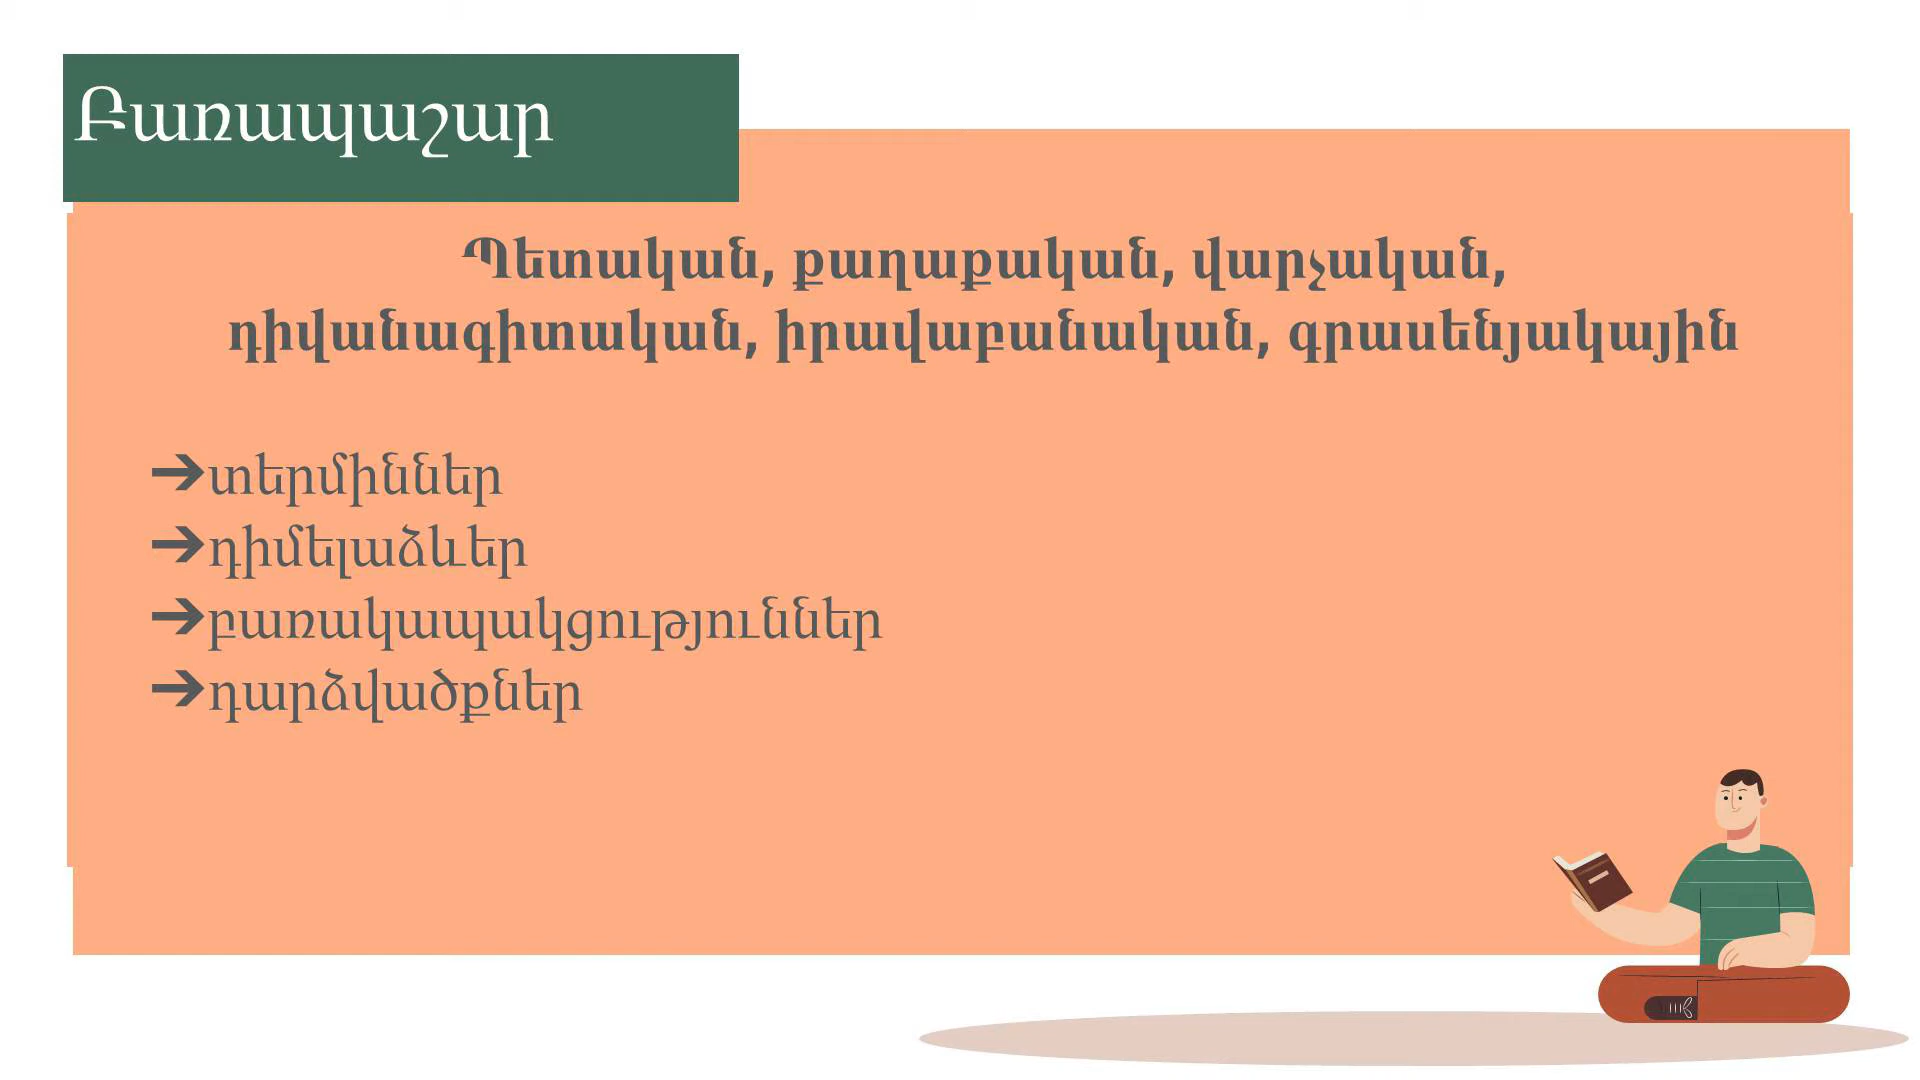 Բառապաշար
Պետական, քաղաքական, վարչական,
դիվանագիտական, իրավաբանական, գրասենյակային
➔տերմիններ
➔դիմելաձևեր
➔բառակապակցություններ
➔դարձվածքներ